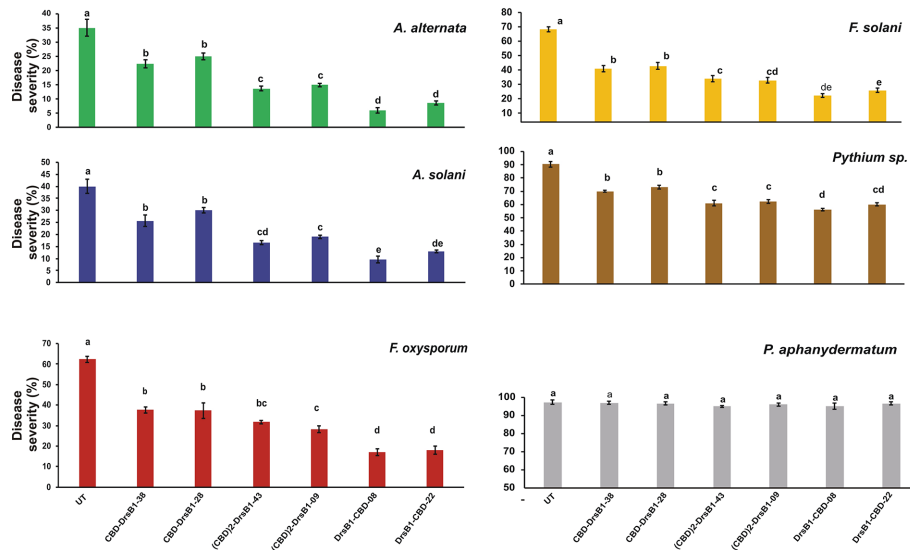 Disease
severity (%)
40
35
30
25
20
15
10
5
0
A. alternata
a
b
b
c
c
d
d
80
70
60
50
40
30
20
10
F. solani
a
b
b
c
cd
de
e
Disease
severity (%)
50
45
40
35
30
25
20
15
10
5
0
A. solani
a
b
b
cd
c
e
de
100
90
80
70
60
50
40
30
20
10
0
Pythium sp.
a
b
b
c
c
d
cd
Disease
severity (%)
70
60
50
40
30
20
10
0
F. oxysporum
a
b
b
bc
c
d
d
UT
CBD-DrsB1-38
CBD-DrsB1-28
(CBD)2-DrsB1-43
(CBD)2-DrsB1-09
DrsB1-CBD-08
DrsB1-CBD-22
100
90
80
70
60
50
P. aphanydermatum
a
a
a
a
a
a
a
-
UT
CBD-DrsB1-38
CBD-DrsB1-28
(CBD)2-DrsB1-43
(CBD)2-DrsB1-09
DrsB1-CBD-08
DrsB1-CBD-22